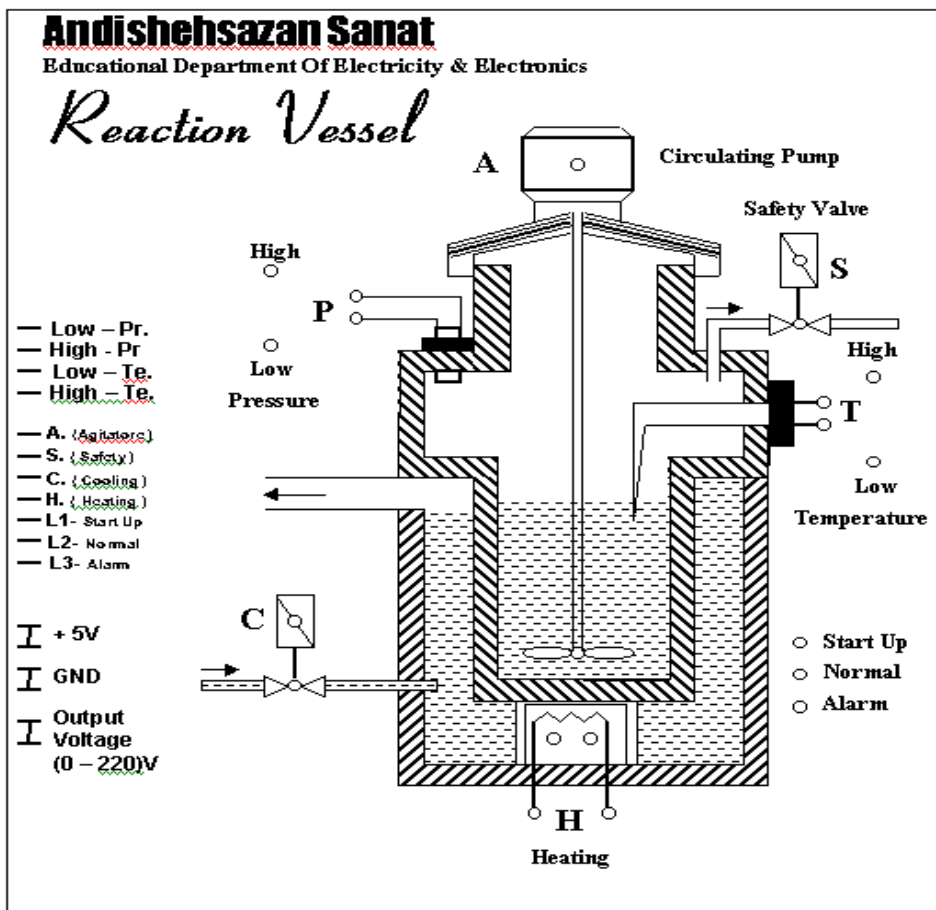 Andishehsazan Sanat
Educational Department Of Electricity & Electronics
Reaction Vessel
A
Circulating Pump
Safety Valve
S
High
P
Low
Pressure
High
T
Low
Temperature
Low – Pr.
High - Pr
Low – Te.
High – Te.
A. (Agitatore)
S. (Safety)
C. (Cooling)
H. (Heating)
L1- Start Up
L2- Normal
L3- Alarm
C
+ 5V
GND
Output
Voltage
(0 – 220)V
Start Up
Normal
Alarm
H
Heating